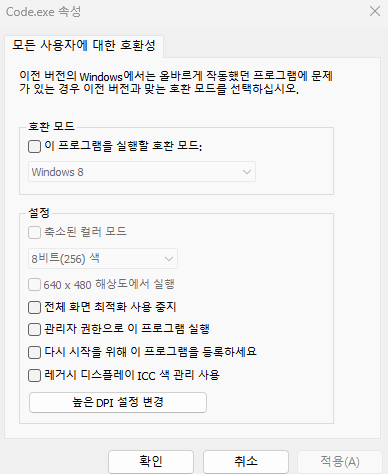 Code.exe 속성
모든 사용자에 대한 호환성
이전 버전의 Windows에서는 올바르게 작동했던 프로그램에 문제
가 있는 경우 이전 버전과 맞는 호환 모드를 선택하십시오.
호환 모드
이 프로그램을 실행할 호환 모드:
Windows 8
설정
축소된 컬러 모드
8비트(256) 색
640 x 480 해상도에서 실행
전체 화면 최적화 사용 중지
관리자 권한으로 이 프로그램 실행
다시 시작을 위해 이 프로그램을 등록하세요
레거시 디스플레이 ICC 색 관리 사용
높은 DPI 설정 변경
확인
취소
적용(A)